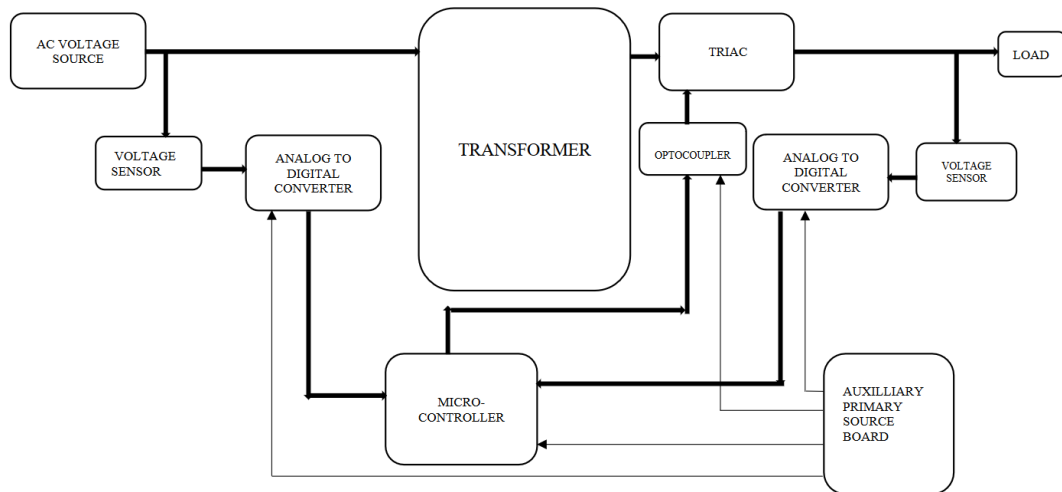 AC VOLTAGE
SOURCE
TRANSFORMER
TRIAC
LOAD
VOLTAGE
SENSOR
ANALOG TO
DIGITAL
CONVERTER
OPTOCOUPLER
ANALOG TO
DIGITAL
CONVERTER
VOLTAGE
SENSOR
MICRO-
CONTROLLER
AUXILLIARY
PRIMARY
SOURCE
BOARD